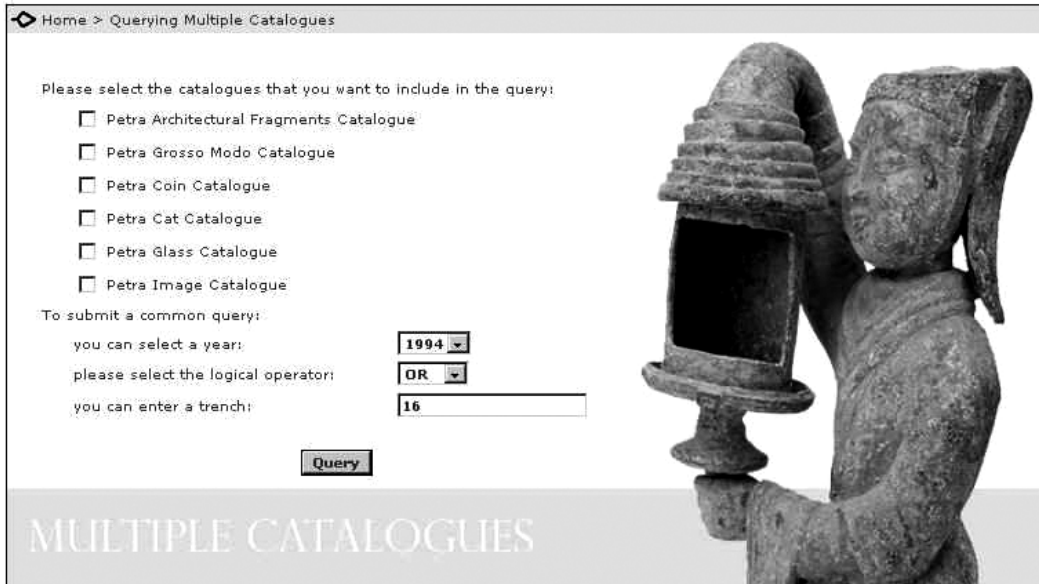 Home > Querying Multiple Catalogues
Please select the catalogues that you want to include in the query:
Petra Architectural Fragments Catalogue
Petra Grosso Modo Catalogue
Petra Coin Catalogue
Petra Cat Catalogue
Petra Glass Catalogue
Petra Image Catalogue
To submit a common query:
you can select a year: 1994
please select the logical operator: OR
you can enter a trench: 16
Query
MULTIPLE CATALOGUES